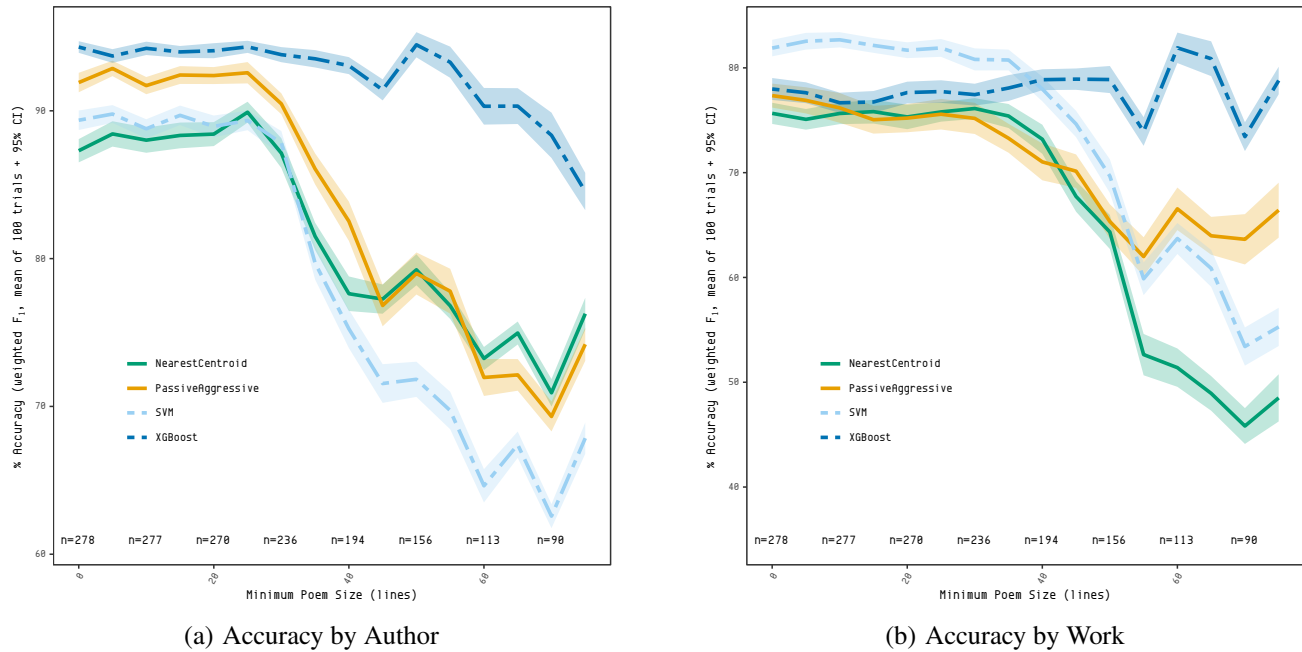 % Accuracy (weighted F₁, mean of 100 trials + 95% CI)
90
80
70
60
NearestCentroid
PassiveAggressive
SVM
XGBoost
n=278 n=277 n=270 n=236 n=194 n=156 n=113 n=90
0 20 40 60
Minimum Poem Size (lines)
(a) Accuracy by Author
% Accuracy (weighted F₁, mean of 100 trials + 95% CI)
80
70
60
50
40
NearestCentroid
PassiveAggressive
SVM
XGBoost
n=278 n=277 n=270 n=236 n=194 n=156 n=113 n=90
0 20 40 60
Minimum Poem Size (lines)
(b) Accuracy by Work